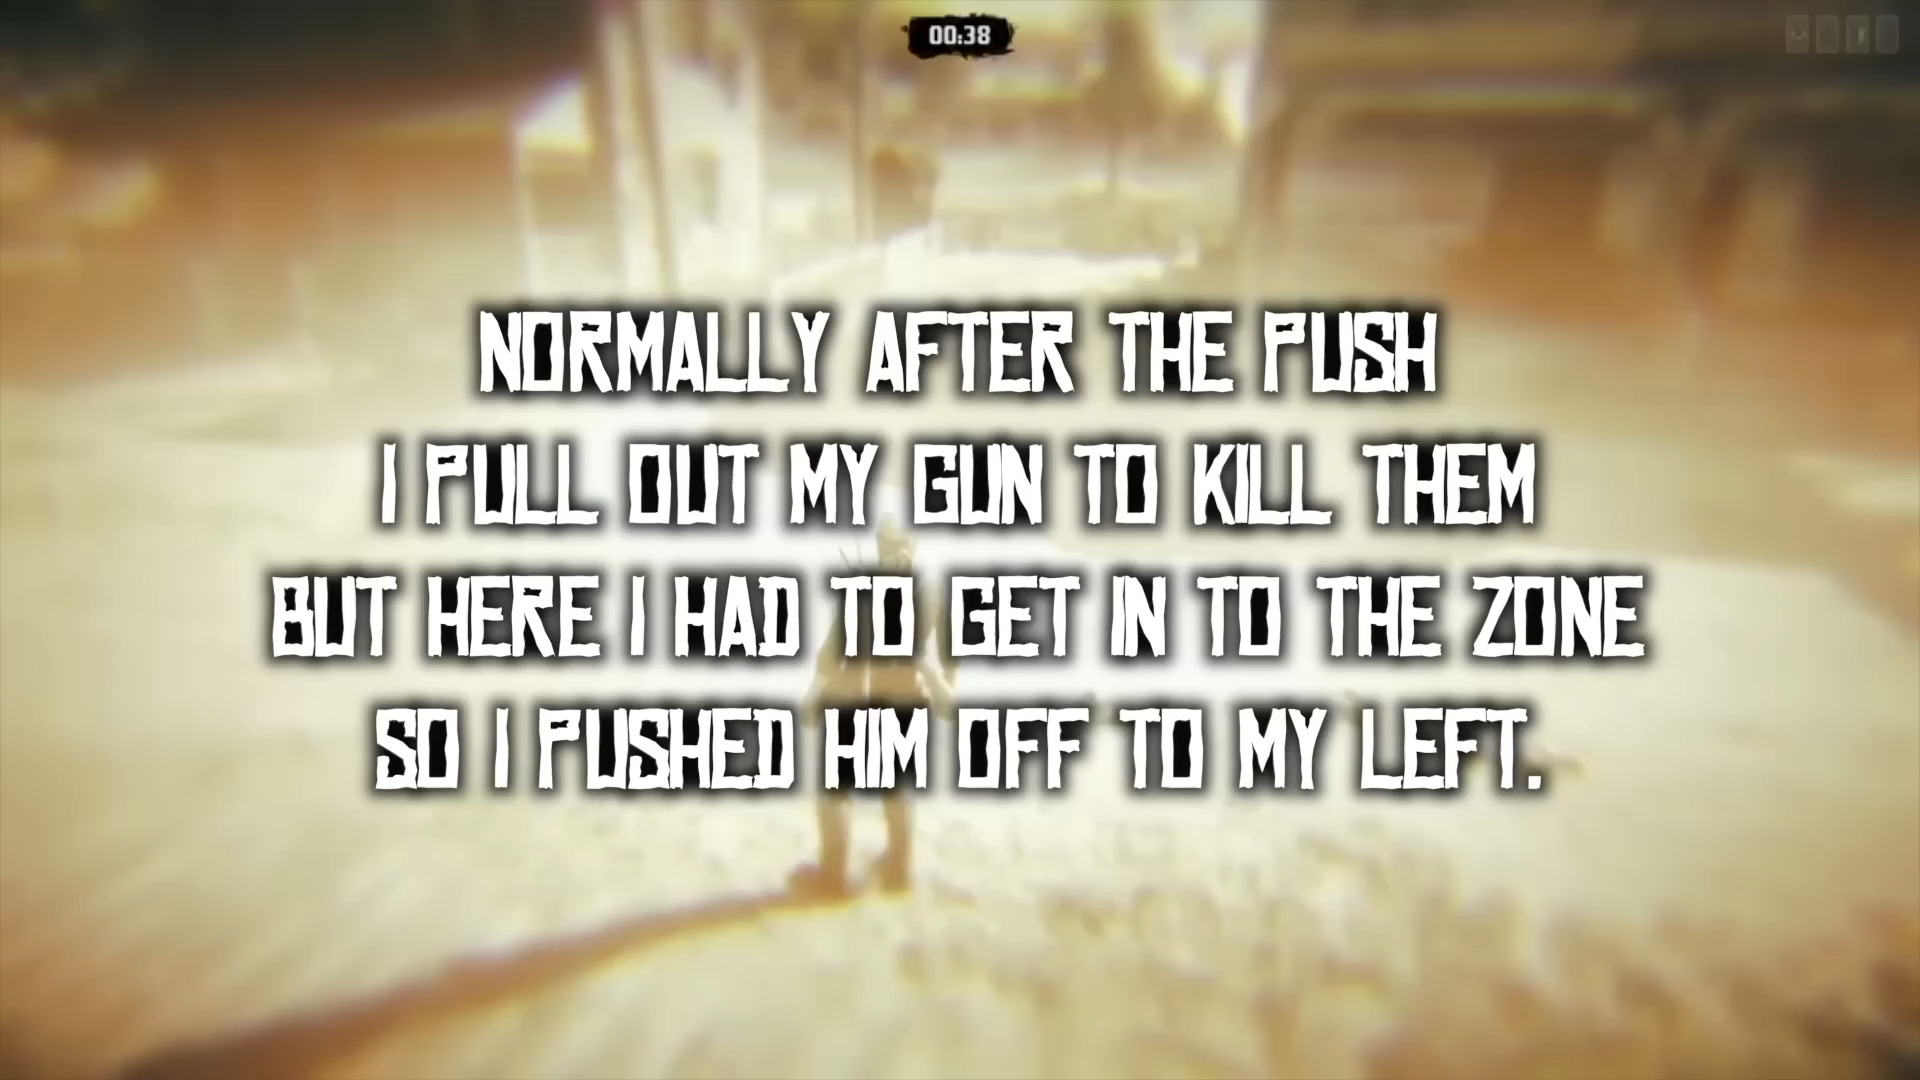 00:38
NORMALLY AFTER THE PUSH
I PULL OUT MY GUN TO KILL THEM
BUT HERE I HAD TO GET IN TO THE ZONE
SO I PUSHED HIM OFF TO MY LEFT.